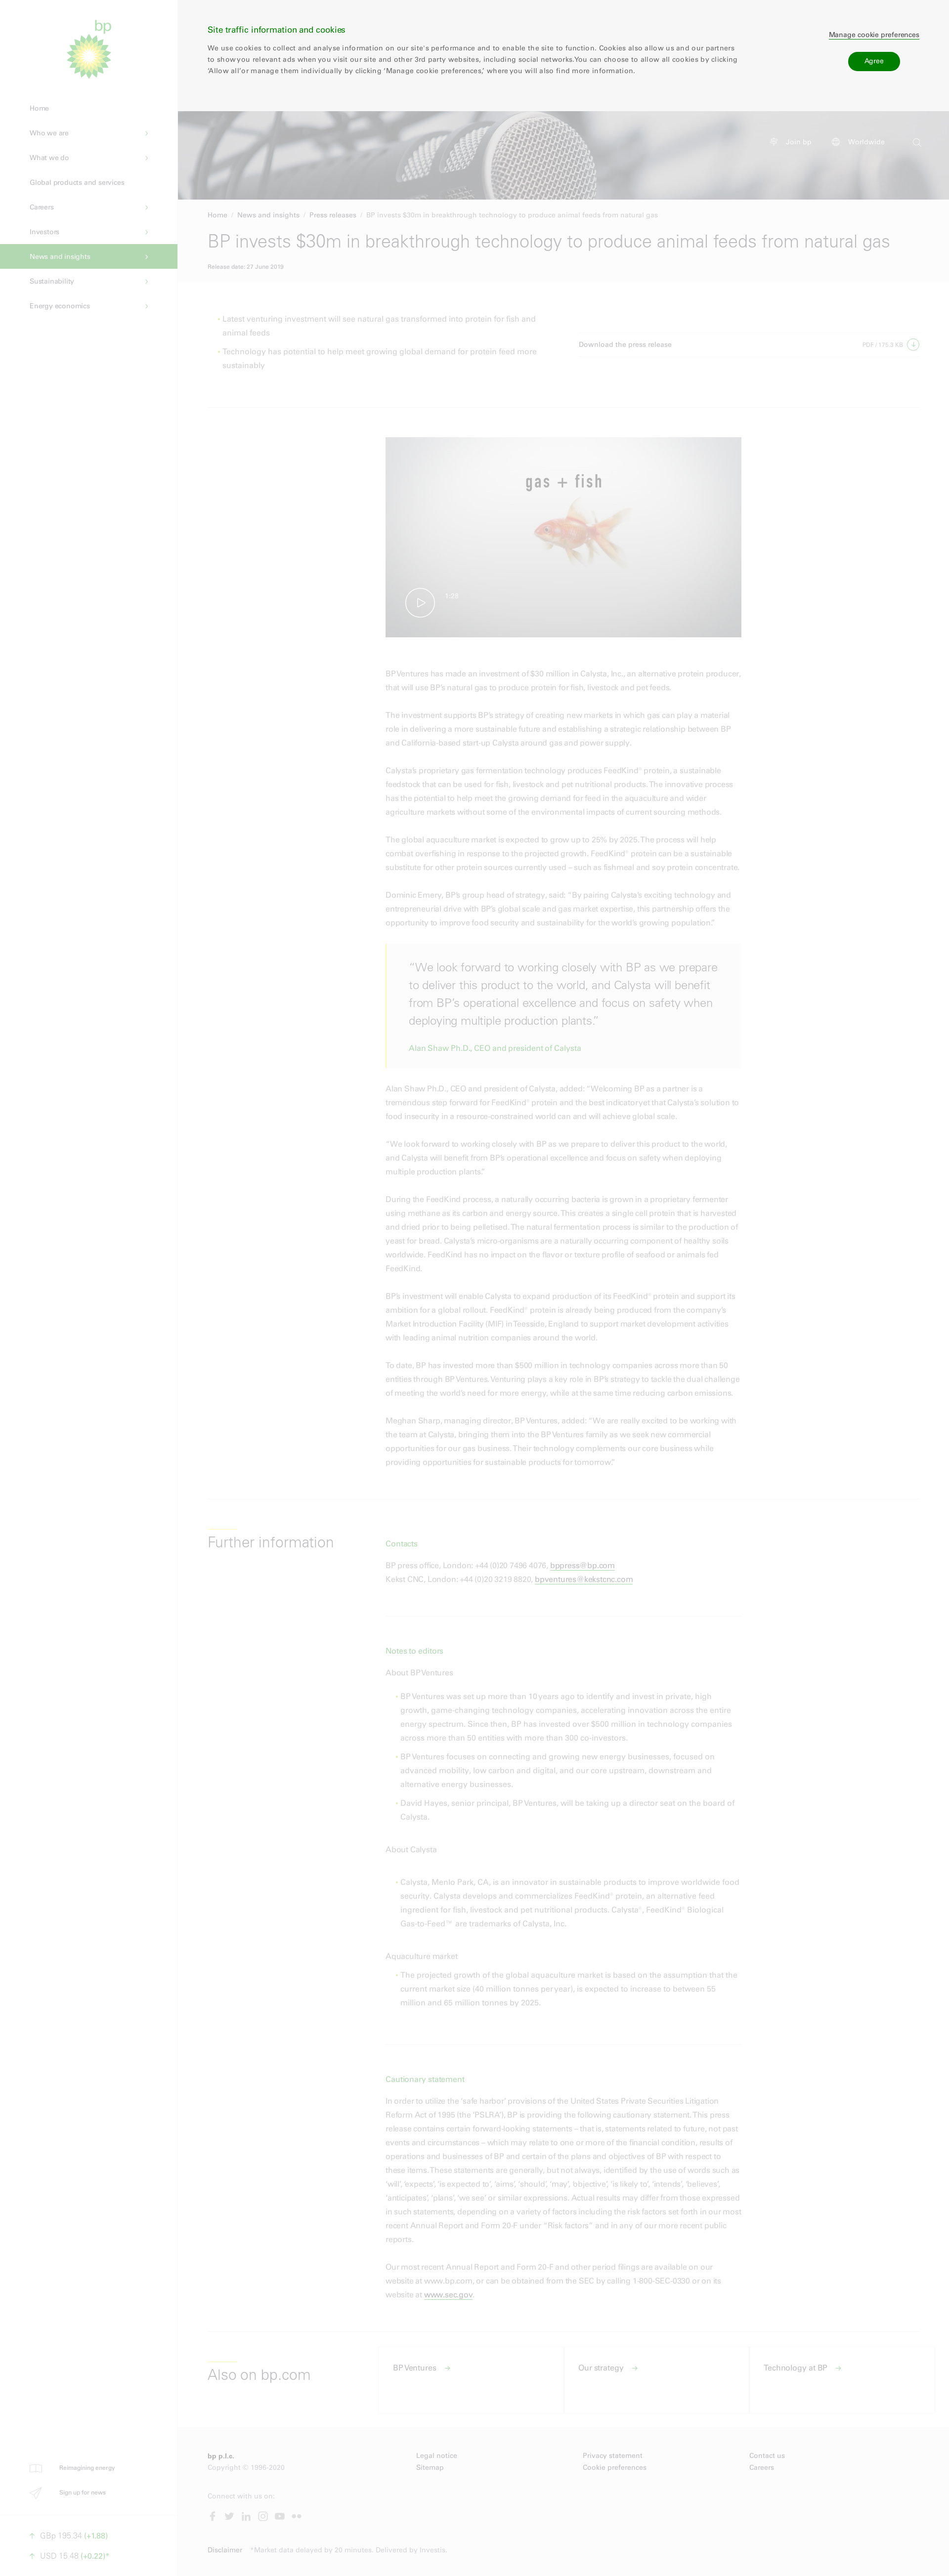 bp
Home
Who we are
What we do
Global products and services
Careers
Investors
News and insights
Sustainability
Energy economics
Reimagining energy
Sign up for news
GBp 195.34 (+1.88)
USD 15.48 (+0.22)*
Site traffic information and cookies
We use cookies to collect and analyse information on our site's performance and to enable the site to function. Cookies also allow us and our partners
to show you relevant ads when you visit our site and other 3rd party websites, including social networks. You can choose to allow all cookies by clicking
'Allow all' or manage them individually by clicking 'Manage cookie preferences,' where you will also find more information.
Manage cookie preferences
Agree
Join bp
Worldwide
Home / News and insights / Press releases / BP invests $30m in breakthrough technology to produce animal feeds from natural gas
BP invests $30m in breakthrough technology to produce animal feeds from natural gas
Release date: 27 June 2019
- Latest venturing investment will see natural gas transformed into protein for fish and
animal feeds
- Technology has potential to help meet growing global demand for protein feed more
sustainably
Download the press release
PDF / 115.3 KB
gas + fish
1:28
BP Ventures has made an investment of $30 million in Calysta, Inc., an alternative protein producer,
that will use BP's natural gas to produce protein for fish, livestock and pet feeds.
The investment supports BP's strategy of creating new markets in which gas can play a material
role in delivering a more sustainable future and establishing a strategic relationship between BP
and California-based start-up Calysta around gas and power supply.
Calysta's proprietary gas fermentation technology produces FeedKind® protein, a sustainable
feedstock that can be used for fish, livestock and pet nutritional products. The innovative process
has the potential to help meet the growing demand for feed in the aquaculture and wider
agriculture markets without some of the environmental impacts of current sourcing methods.
The global aquaculture market is expected to grow up to 25% by 2025. The process will help
combat overfishing in response to the projected growth. FeedKind® protein can be a sustainable
substitute for other protein sources currently used – such as fishmeal and soy protein concentrate.
Dominic Emery, BP's group head of strategy, said: "By pairing Calysta's exciting technology and
entrepreneurial drive with BP's global scale and gas market expertise, this partnership offers the
opportunity to improve food security and sustainability for the world's growing population."
"We look forward to working closely with BP as we prepare
to deliver this product to the world, and Calysta will benefit
from BP's operational excellence and focus on safety when
deploying multiple production plants."
Alan Shaw Ph.D., CEO and president of Calysta
Alan Shaw Ph.D., CEO and president of Calysta, added: "Welcoming BP as a partner is a
tremendous step forward for FeedKind® protein and the best indicator yet that Calysta's solution to
food insecurity in a resource-constrained world can and will achieve global scale.
"We look forward to working closely with BP as we prepare to deliver this product to the world,
and Calysta will benefit from BP's operational excellence and focus on safety when deploying
multiple production plants."
During the FeedKind process, a naturally occurring bacteria is grown in a proprietary fermenter
using methane as its carbon and energy source. This creates a single cell protein that is harvested
and dried prior to being pelletised. The natural fermentation process is similar to the production of
yeast for bread. Calysta's micro-organisms are a naturally occurring component of healthy soils
worldwide. FeedKind has no impact on the flavor or texture profile of seafood or animals fed
FeedKind.
BP's investment will enable Calysta to expand production of its FeedKind® protein and support its
ambition for a global rollout. FeedKind® protein is already being produced from the company's
Market Introduction Facility (MIF) in Teesside, England to support market development activities
with leading animal nutrition companies around the world.
To date, BP has invested more than $500 million in technology companies across more than 50
entities through BP Ventures. Venturing plays a key role in BP's strategy to tackle the dual challenge
of meeting the world's need for more energy, while at the same time reducing carbon emissions.
Meghan Sharp, managing director, BP Ventures, added: "We are really excited to be working with
the team at Calysta, bringing them into the BP Ventures family as we seek new commercial
opportunities for our gas business. Their technology complements our core business while
providing opportunities for sustainable products for tomorrow."
Further information
Contacts
BP press office, London: +44 (0)20 7496 4076, bppress@bp.com
Kekst CNC, London: +44 (0)20 3219 8820, bpventures@kekstcnc.com
Notes to editors
About BP Ventures
- BP Ventures was set up more than 10 years ago to identify and invest in private, high
growth, game-changing technology companies, accelerating innovation across the entire
energy spectrum. Since then, BP has invested over $500 million in technology companies
across more than 50 entities with more than 300 co-investors.
- BP Ventures focuses on connecting and growing new energy businesses, focused on
advanced mobility, low carbon and digital, and our core upstream, downstream and
alternative energy businesses.
- David Hayes, senior principal, BP Ventures, will be taking up a director seat on the board of
Calysta.
About Calysta
- Calysta, Menlo Park, CA, is an innovator in sustainable products to improve worldwide food
security. Calysta develops and commercializes FeedKind® protein, an alternative feed
ingredient for fish, livestock and pet nutritional products. Calysta®, FeedKind® Biological
Gas-to-Feed™ are trademarks of Calysta, Inc.
Aquaculture market
- The projected growth of the global aquaculture market is based on the assumption that the
current market size (40 million tonnes per year), is expected to increase to between 55
million and 65 million tonnes by 2025.
Cautionary statement
In order to utilize the 'safe harbor' provisions of the United States Private Securities Litigation
Reform Act of 1995 (the 'PSLRA'), BP is providing the following cautionary statement. This press
release contains certain forward-looking statements – that is, statements related to future, not past
events and circumstances – which may relate to one or more of the financial condition, results of
operations and businesses of BP and certain of the plans and objectives of BP with respect to
these items. These statements are generally, but not always, identified by the use of words such as
'will', 'expects', 'is expected to', 'aims', 'should', 'may', 'objective', 'is likely to', 'intends', 'believes',
'anticipates', 'plans', 'we see' or similar expressions. Actual results may differ from those expressed
in such statements, depending on a variety of factors including the risk factors set forth in our most
recent Annual Report and Form 20-F under "Risk factors" and in any of our more recent public
reports.
Our most recent Annual Report and Form 20-F and other period filings are available on our
website at www.bp.com, or can be obtained from the SEC by calling 1-800-SEC-0330 or on its
website at www.sec.gov.
Also on bp.com
BP Ventures
Our strategy
Technology at BP
bp p.l.c.
Copyright © 1996-2020
Legal notice
Sitemap
Privacy statement
Cookie preferences
Contact us
Careers
Connect with us on:
Disclaimer *Market data delayed by 20 minutes. Delivered by Investis.